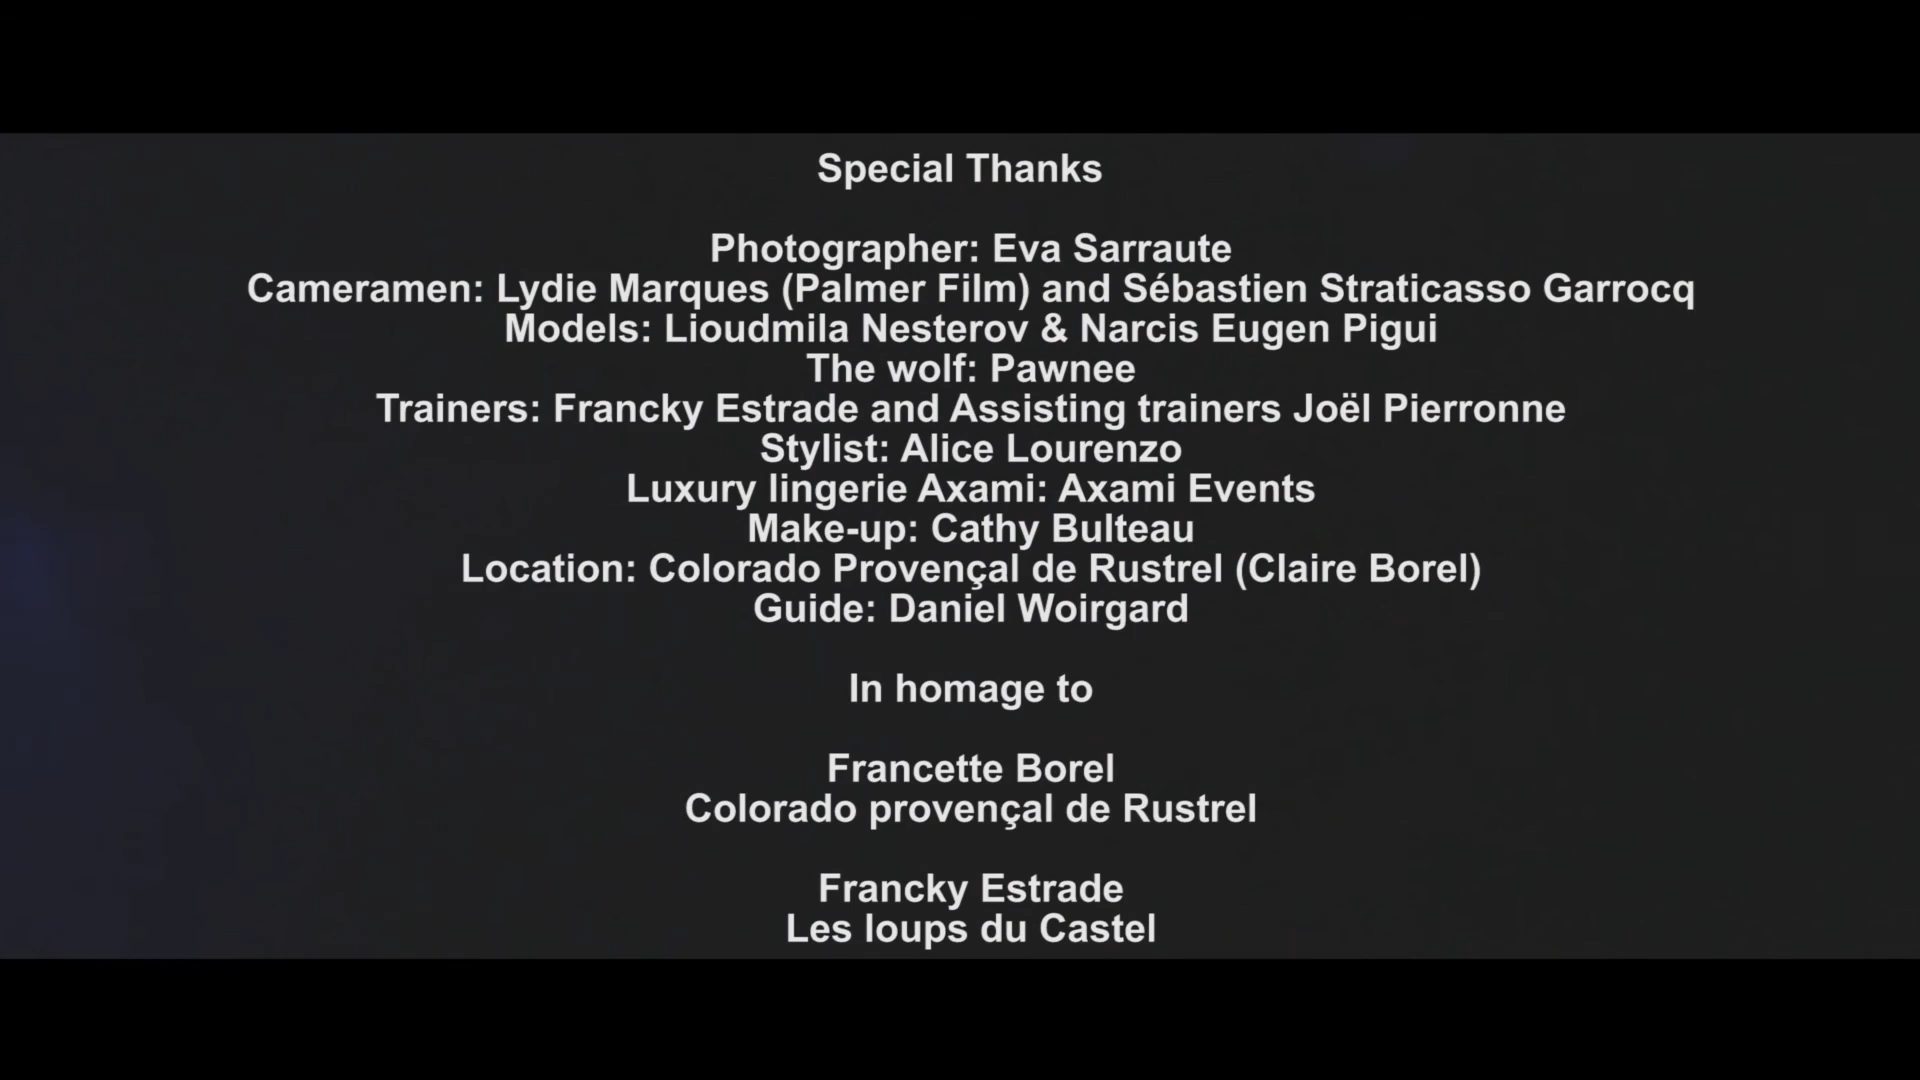 Special Thanks
Photographer: Eva Sarraute
Cameramen: Lydie Marques (Palmer Film) and Sébastien Straticasso Garrocq
Models: Lioudmila Nesterov & Narcis Eugen Pigui
The wolf: Pawnee
Trainers: Francky Estrade and Assisting trainers Joël Pierronne
Stylist: Alice Lourenzo
Luxury lingerie Axami: Axami Events
Make-up: Cathy Bulteau
Location: Colorado Provençal de Rustrel (Claire Borel)
Guide: Daniel Woirgard
In homage to
Francette Borel
Colorado provençal de Rustrel
Francky Estrade
Les loups du Castel